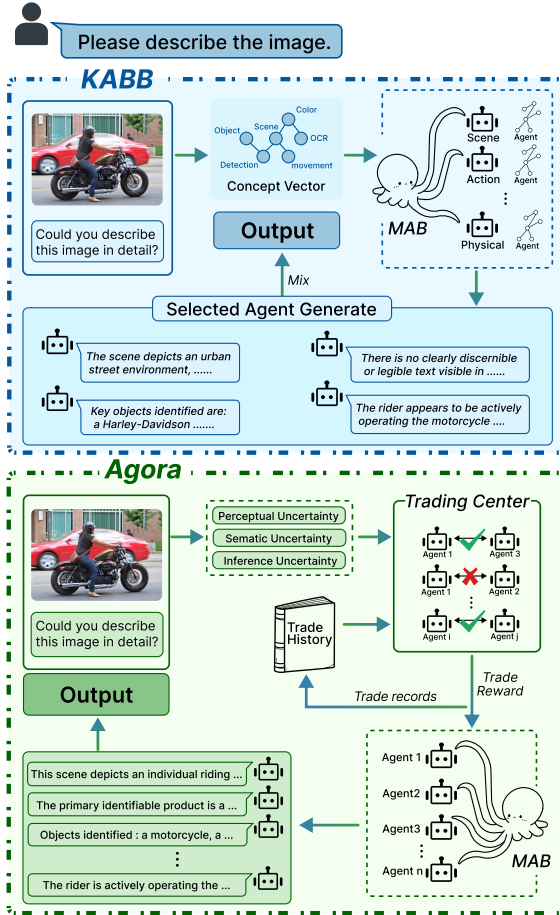 Please describe the image.
KABB
Could you describe
this image in detail?
Color
Object
Scene
OCR
Detection
movement
Concept Vector
Output
Scene
Agent
Action
Agent
MAB
Physical
Agent
Mix
Selected Agent Generate
The scene depicts an urban
street environment, ......
There is no clearly discernible
or legible text visible in ......
Key objects identified are:
a Harley-Davidson .......
The rider appears to be actively
operating the motorcycle ....
Agora
Could you describe
this image in detail?
Perceptual Uncertainty
Sematic Uncertainty
Inference Uncertainty
Trading Center
Agent 1
Agent 3
Agent 1
Agent 2
Agent i
Agent j
Trade
History
Trade records
Trade
Reward
Output
This scene depicts an individual riding ...
The primary identifiable product is a ...
Objects identified : a motorcycle, a ...
The rider is actively operating the ...
Agent 1
Agent2
Agent3
Agent n
MAB